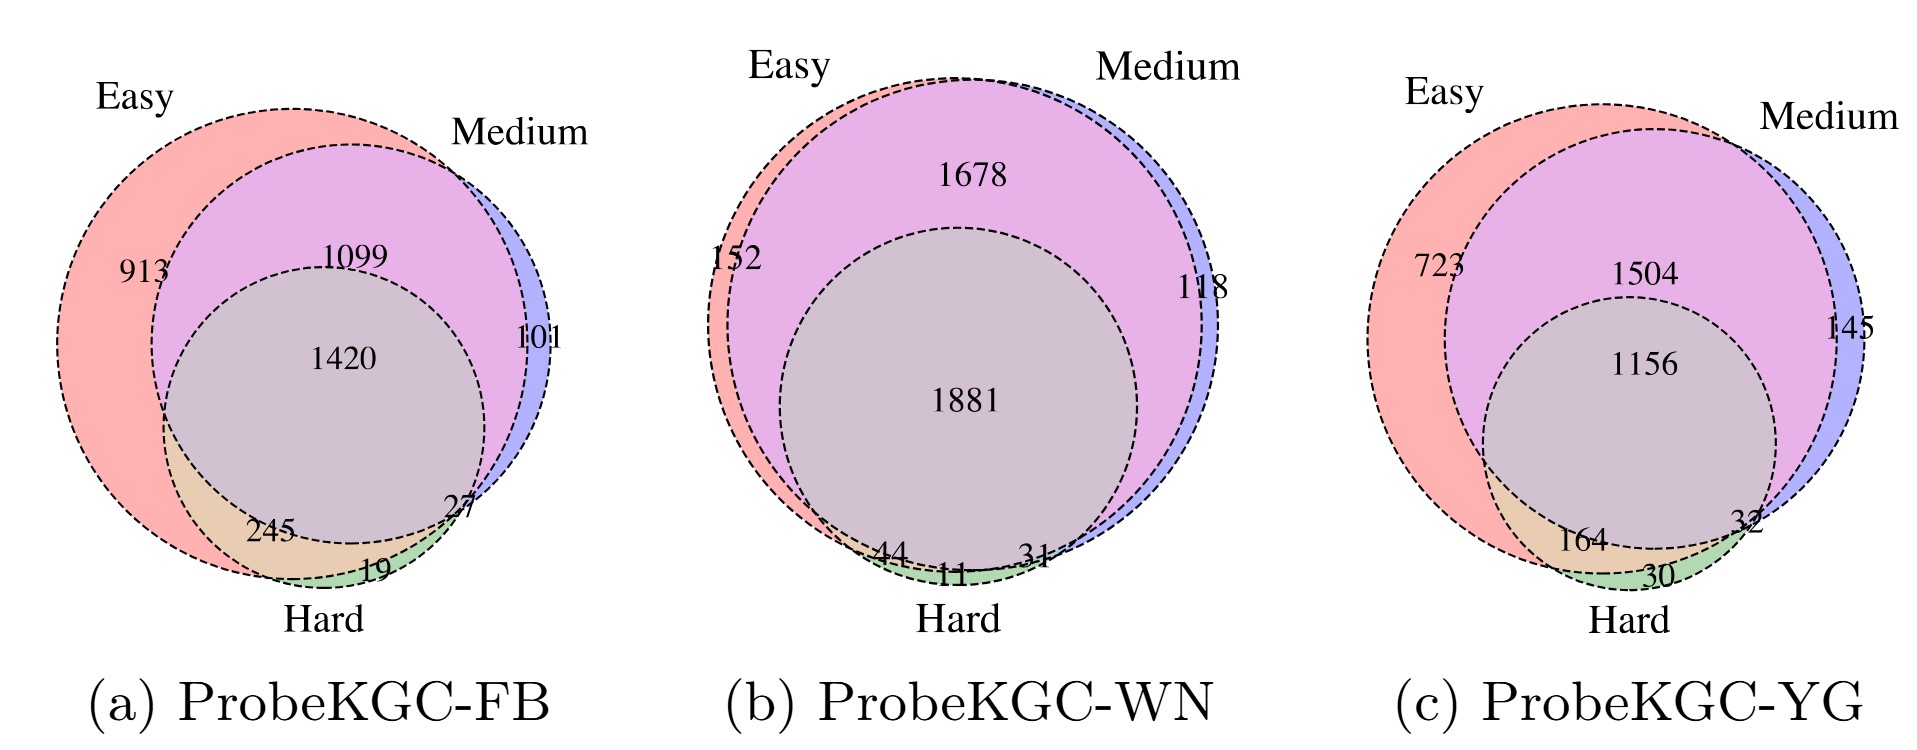 Easy
Medium
913
1099
101
1420
245
27
19
Hard
(a) ProbeKGC-FB
Easy
Medium
1678
152
118
1881
44
31
11
Hard
(b) ProbeKGC-WN
Easy
Medium
723
1504
145
1156
164
32
30
Hard
(c) ProbeKGC-YG